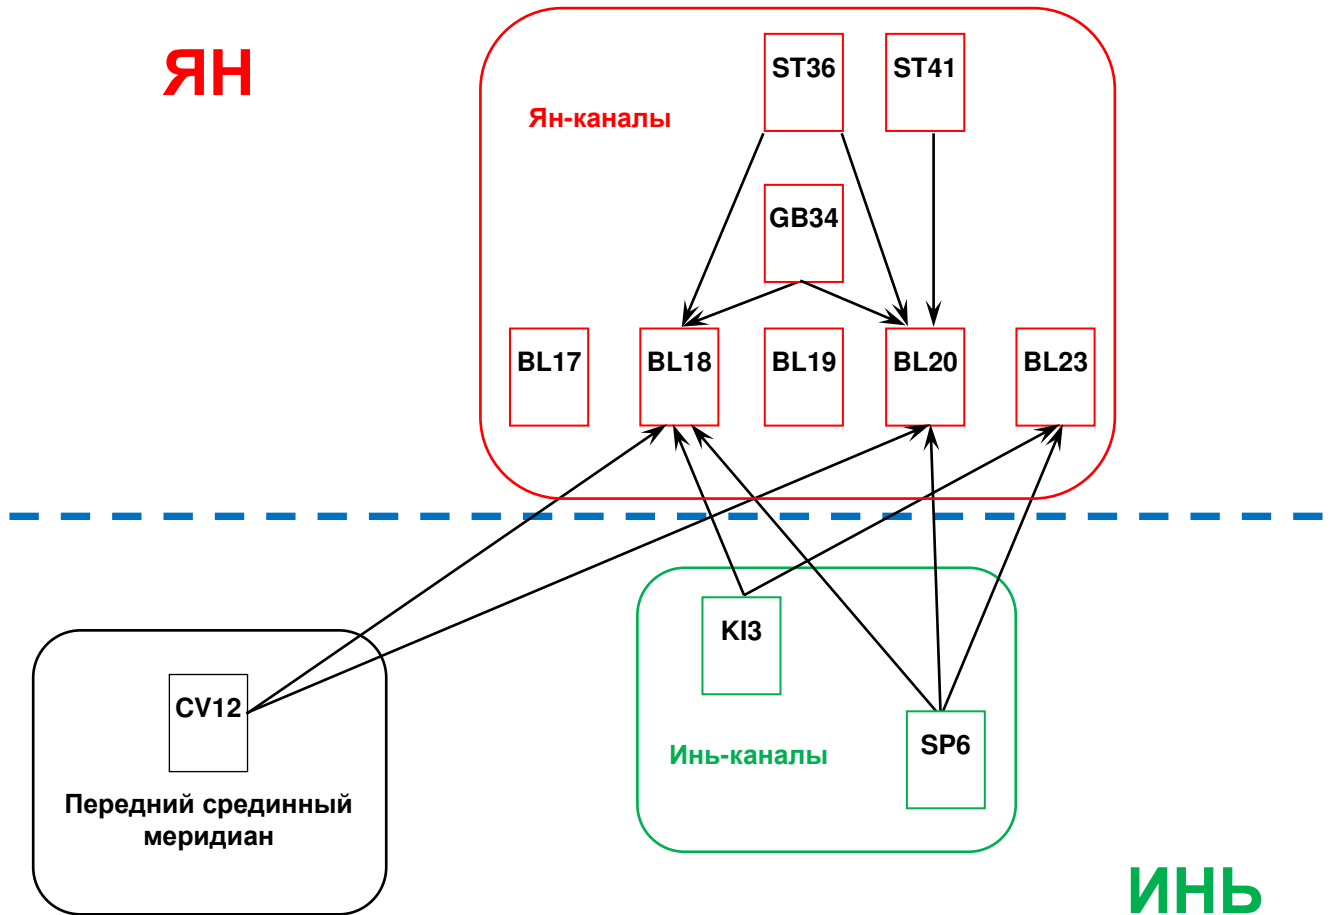 ЯН
ST36
ST41
Ян-каналы
GB34
BL17
BL18
BL19
BL20
BL23
KI3
CV12
SP6
Инь-каналы
Передний срединный
меридиан
ИНЬ